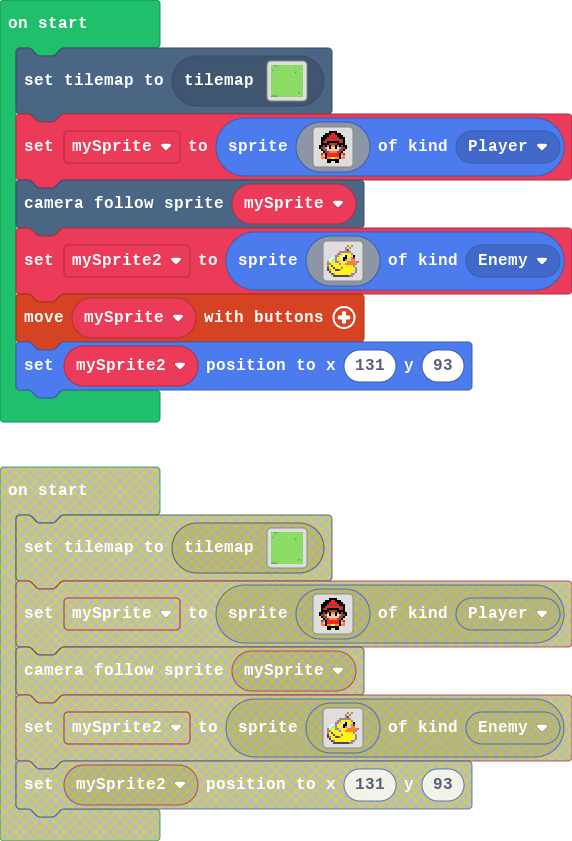 on start
set tilemap to tilemap
set mySprite to sprite of kind Player
camera follow sprite mySprite
set mySprite2 to sprite of kind Enemy
move mySprite with buttons
set mySprite2 position to x 131 y 93
on start
set tilemap to tilemap
set mySprite to sprite of kind Player
camera follow sprite mySprite
set mySprite2 to sprite of kind Enemy
set mySprite2 position to x 131 y 93